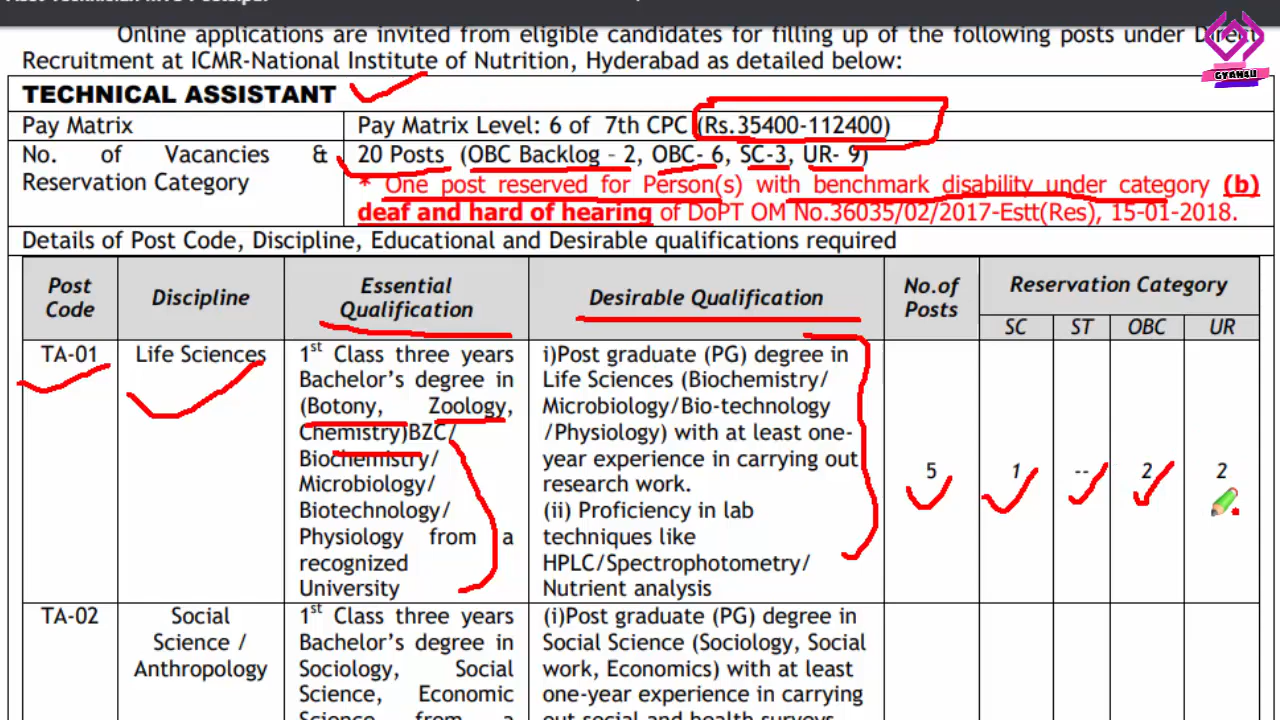 Online applications are invited from eligible candidates for filling up of the following posts under Direct
Recruitment at ICMR-National Institute of Nutrition, Hyderabad as detailed below:
GYAN4U
TECHNICAL ASSISTANT
Pay Matrix
Pay Matrix Level: 6 of 7th CPC (Rs.35400-112400)
No. of Vacancies &
Reservation Category
20 Posts (OBC Backlog - 2, OBC- 6, SC-3, UR- 9)
* One post reserved for Person(s) with benchmark disability under category (b)
deaf and hard of hearing of DoPT OM No.36035/02/2017-Estt(Res), 15-01-2018.
Details of Post Code, Discipline, Educational and Desirable qualifications required
Post
Code
Discipline
Essential
Qualification
Desirable Qualification
No.of
Posts
Reservation Category
SC
ST
OBC
UR
TA-01
Life Sciences
1st Class three years
Bachelor's degree in
(Botony, Zoology,
Chemistry)BZC/
Biochemistry/
Microbiology/
Biotechnology/
Physiology from a
recognized
University
i)Post graduate (PG) degree in
Life Sciences (Biochemistry/
Microbiology/Bio-technology
/Physiology) with at least one-
year experience in carrying out
research work.
(ii) Proficiency in lab
techniques like
HPLC/Spectrophotometry/
Nutrient analysis
5
1
--
2
2
TA-02
Social
Science /
Anthropology
1st Class three years
Bachelor's degree in
Sociology, Social
Science, Economic
Science from a
(i)Post graduate (PG) degree in
Social Science (Sociology, Social
work, Economics) with at least
one-year experience in carrying
out social and health surveys